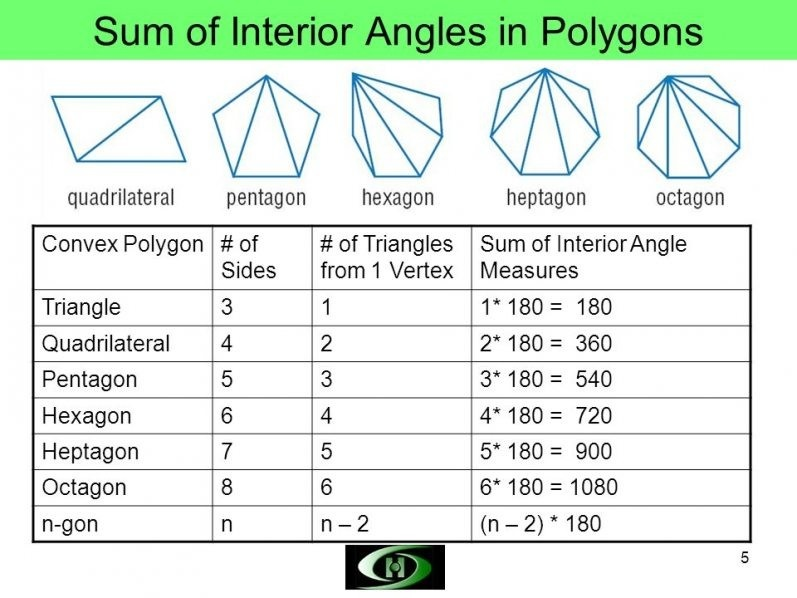 Sum of Interior Angles in Polygons
quadrilateral pentagon hexagon heptagon octagon
Convex Polygon # of Sides # of Triangles from 1 Vertex Sum of Interior Angle Measures
Triangle 3 1 1* 180 = 180
Quadrilateral 4 2 2* 180 = 360
Pentagon 5 3 3* 180 = 540
Hexagon 6 4 4* 180 = 720
Heptagon 7 5 5* 180 = 900
Octagon 8 6 6* 180 = 1080
n-gon n n – 2 (n – 2) * 180
H
5